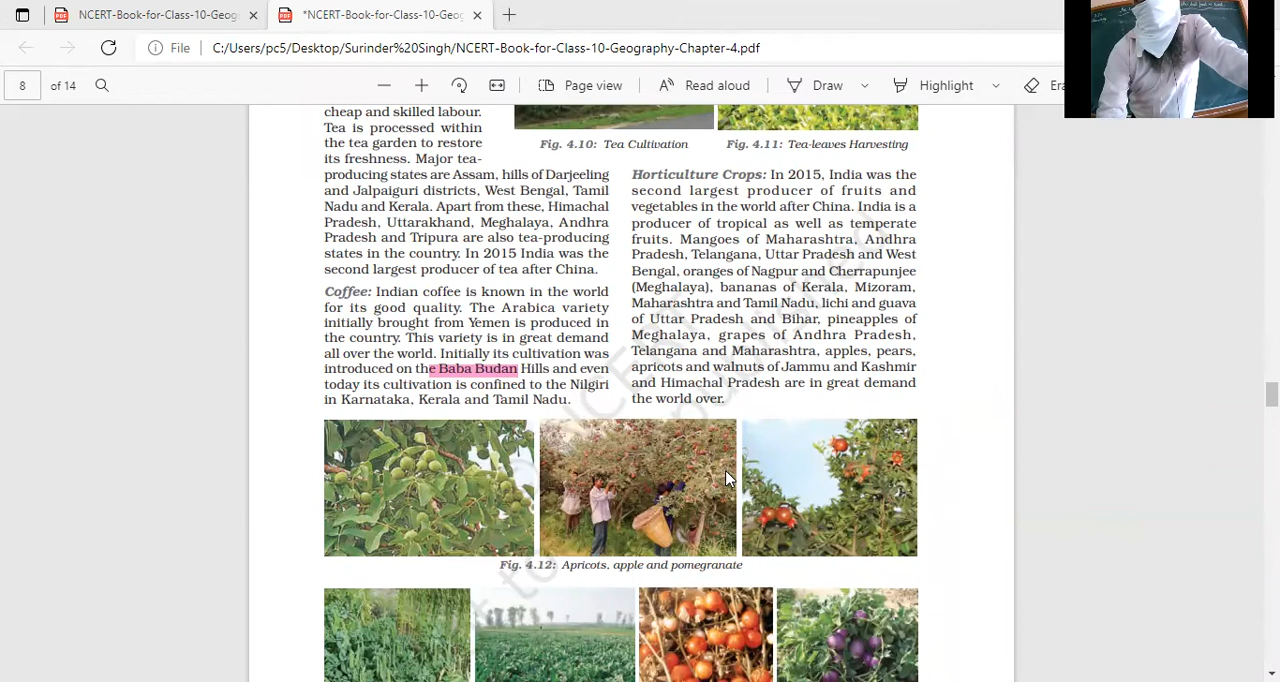 NCERT-Book-for-Class-10-Geogra
*NCERT-Book-for-Class-10-Geog
File
C:/Users/pc5/Desktop/Surinder%20Singh/NCERT-Book-for-Class-10-Geography-Chapter-4.pdf
8 of 14
Page view
Read aloud
Draw
Highlight
Era
cheap and skilled labour.
Tea is processed within
the tea garden to restore
its freshness. Major tea-
producing states are Assam, hills of Darjeeling
and Jalpaiguri districts, West Bengal, Tamil
Nadu and Kerala. Apart from these, Himachal
Pradesh, Uttarakhand, Meghalaya, Andhra
Pradesh and Tripura are also tea-producing
states in the country. In 2015 India was the
second largest producer of tea after China.
Coffee: Indian coffee is known in the world
for its good quality. The Arabica variety
initially brought from Yemen is produced in
the country. This variety is in great demand
all over the world. Initially its cultivation was
introduced on the Baba Budan Hills and even
today its cultivation is confined to the Nilgiri
in Karnataka, Kerala and Tamil Nadu.
Fig. 4.10: Tea Cultivation
Fig. 4.11: Tea-leaves Harvesting
Horticulture Crops: In 2015, India was the
second largest producer of fruits and
vegetables in the world after China. India is a
producer of tropical as well as temperate
fruits. Mangoes of Maharashtra, Andhra
Pradesh, Telangana, Uttar Pradesh and West
Bengal, oranges of Nagpur and Cherrapunjee
(Meghalaya), bananas of Kerala, Mizoram,
Maharashtra and Tamil Nadu, lichi and guava
of Uttar Pradesh and Bihar, pineapples of
Meghalaya, grapes of Andhra Pradesh,
Telangana and Maharashtra, apples, pears,
apricots and walnuts of Jammu and Kashmir
and Himachal Pradesh are in great demand
the world over.
Fig. 4.12: Apricots, apple and pomegranate